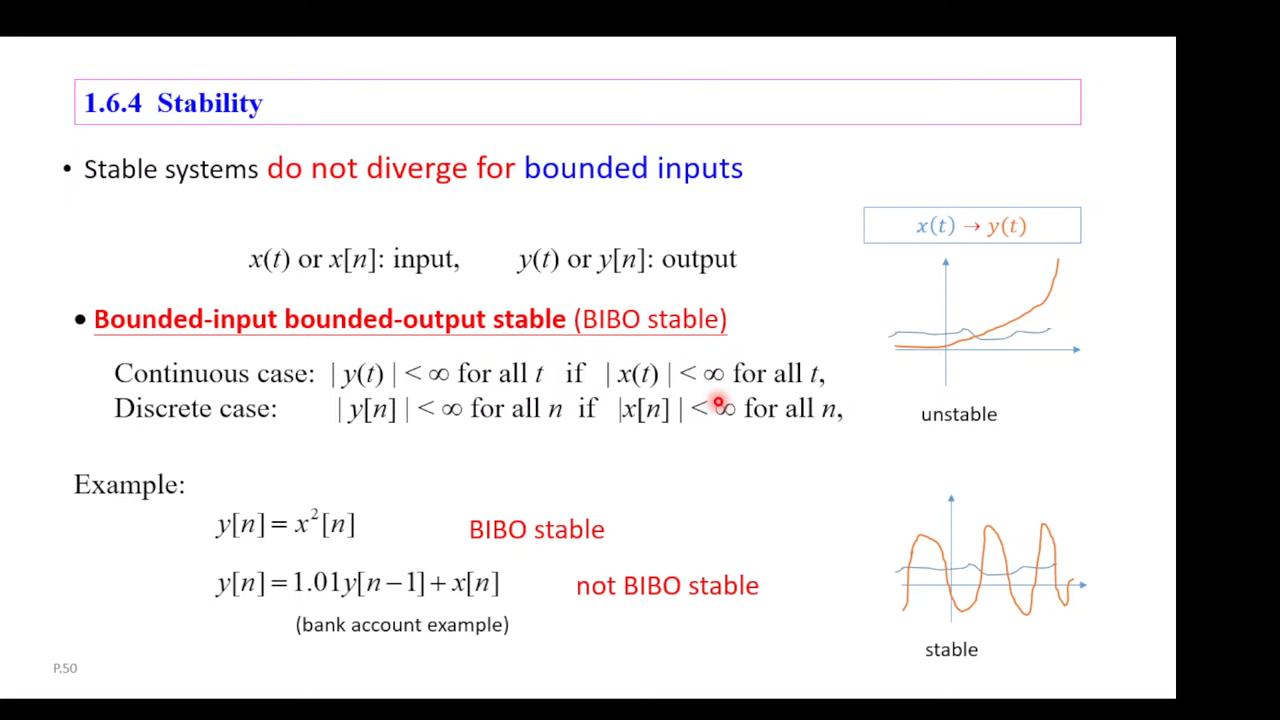 1.6.4 Stability
• Stable systems do not diverge for bounded inputs
x(t) → y(t)
x(t) or x[n]: input, y(t) or y[n]: output
• Bounded-input bounded-output stable (BIBO stable)
Continuous case: | y(t) | < ∞ for all t if | x(t) | < ∞ for all t,
Discrete case: | y[n] | < ∞ for all n if |x[n] | < ∞ for all n,
unstable
Example:
y[n] = x²[n] BIBO stable
y[n] = 1.01y[n−1] + x[n] not BIBO stable
(bank account example)
stable
P.50